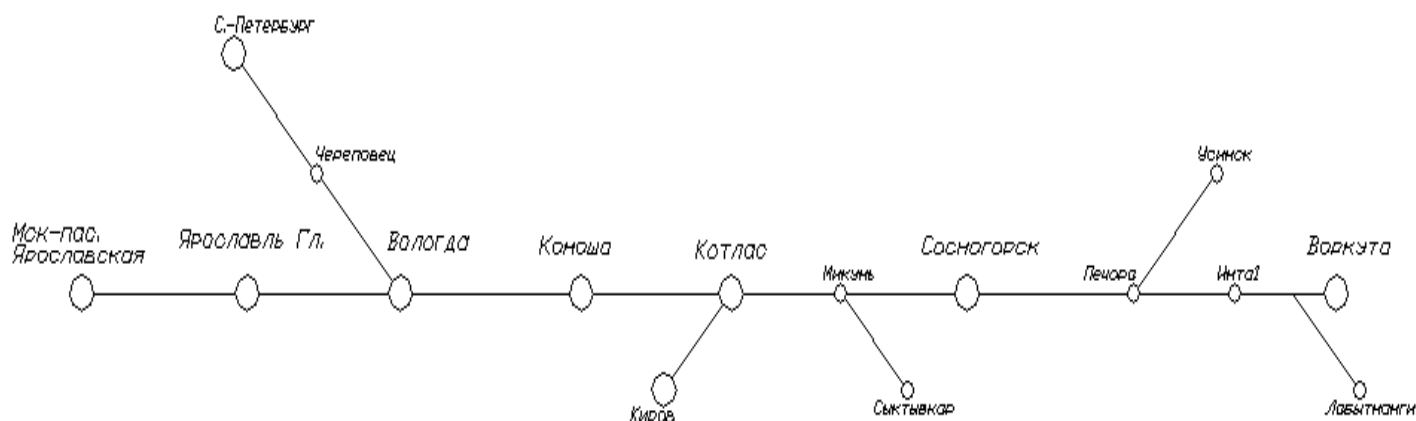 С.-Петербург
Череповец
Усинск
Мск-пас.
Ярославская
Ярославль Гл.
Вологда
Коноша
Котлас
Микунь
Сосногорск
Печора
Инта1
Воркута
Киров
Сыктывкар
Лабытнанги